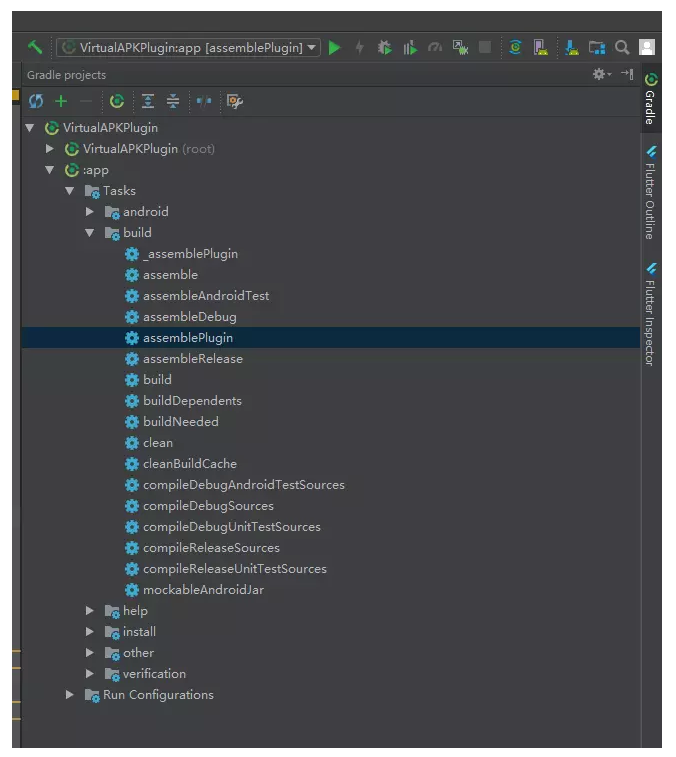 VirtualAPKPlugin:app [assemblePlugin]
Gradle projects
VirtualAPKPlugin
VirtualAPKPlugin (root)
:app
Tasks
android
build
_assemblePlugin
assemble
assembleAndroidTest
assembleDebug
assemblePlugin
assembleRelease
build
buildDependents
buildNeeded
clean
cleanBuildCache
compileDebugAndroidTestSources
compileDebugSources
compileDebugUnitTestSources
compileReleaseSources
compileReleaseUnitTestSources
mockableAndroidJar
help
install
other
verification
Run Configurations
Gradle
Flutter Outline
Flutter Inspector